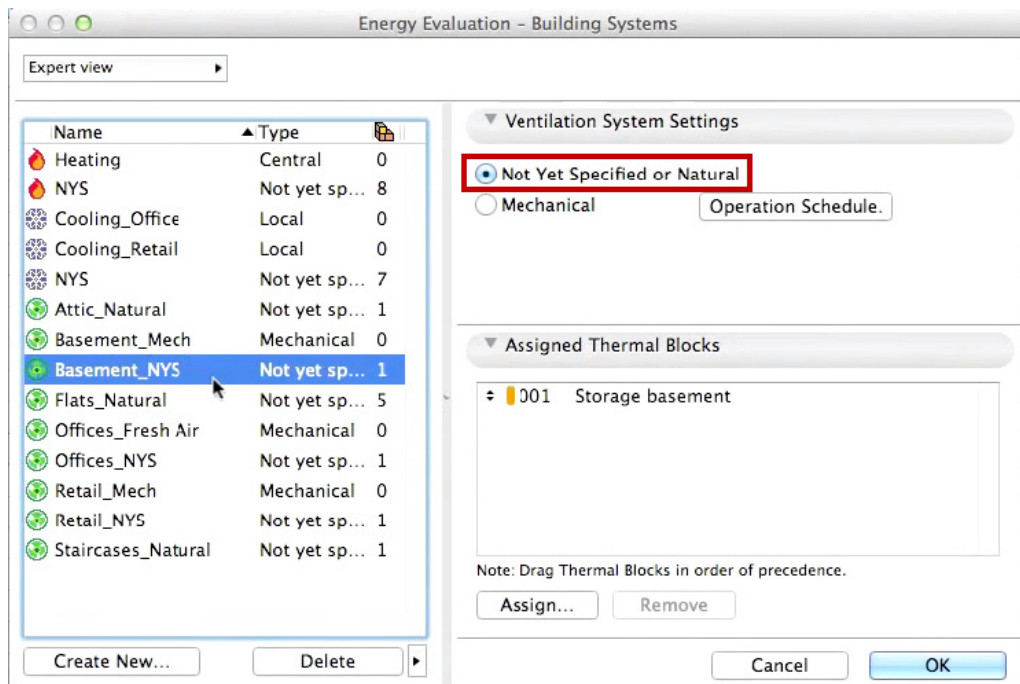 Energy Evaluation – Building Systems
Expert view
Name Type
Heating Central 0
NYS Not yet sp... 8
Cooling_Office Local 0
Cooling_Retail Local 0
NYS Not yet sp... 7
Attic_Natural Not yet sp... 1
Basement_Mech Mechanical 0
Basement_NYS Not yet sp... 1
Flats_Natural Not yet sp... 5
Offices_Fresh Air Mechanical 0
Offices_NYS Not yet sp... 1
Retail_Mech Mechanical 0
Retail_NYS Not yet sp... 1
Staircases_Natural Not yet sp... 1
Create New...
Delete
Ventilation System Settings
Not Yet Specified or Natural
Mechanical
Operation Schedule.
Assigned Thermal Blocks
001 Storage basement
Note: Drag Thermal Blocks in order of precedence.
Assign...
Remove
Cancel
OK